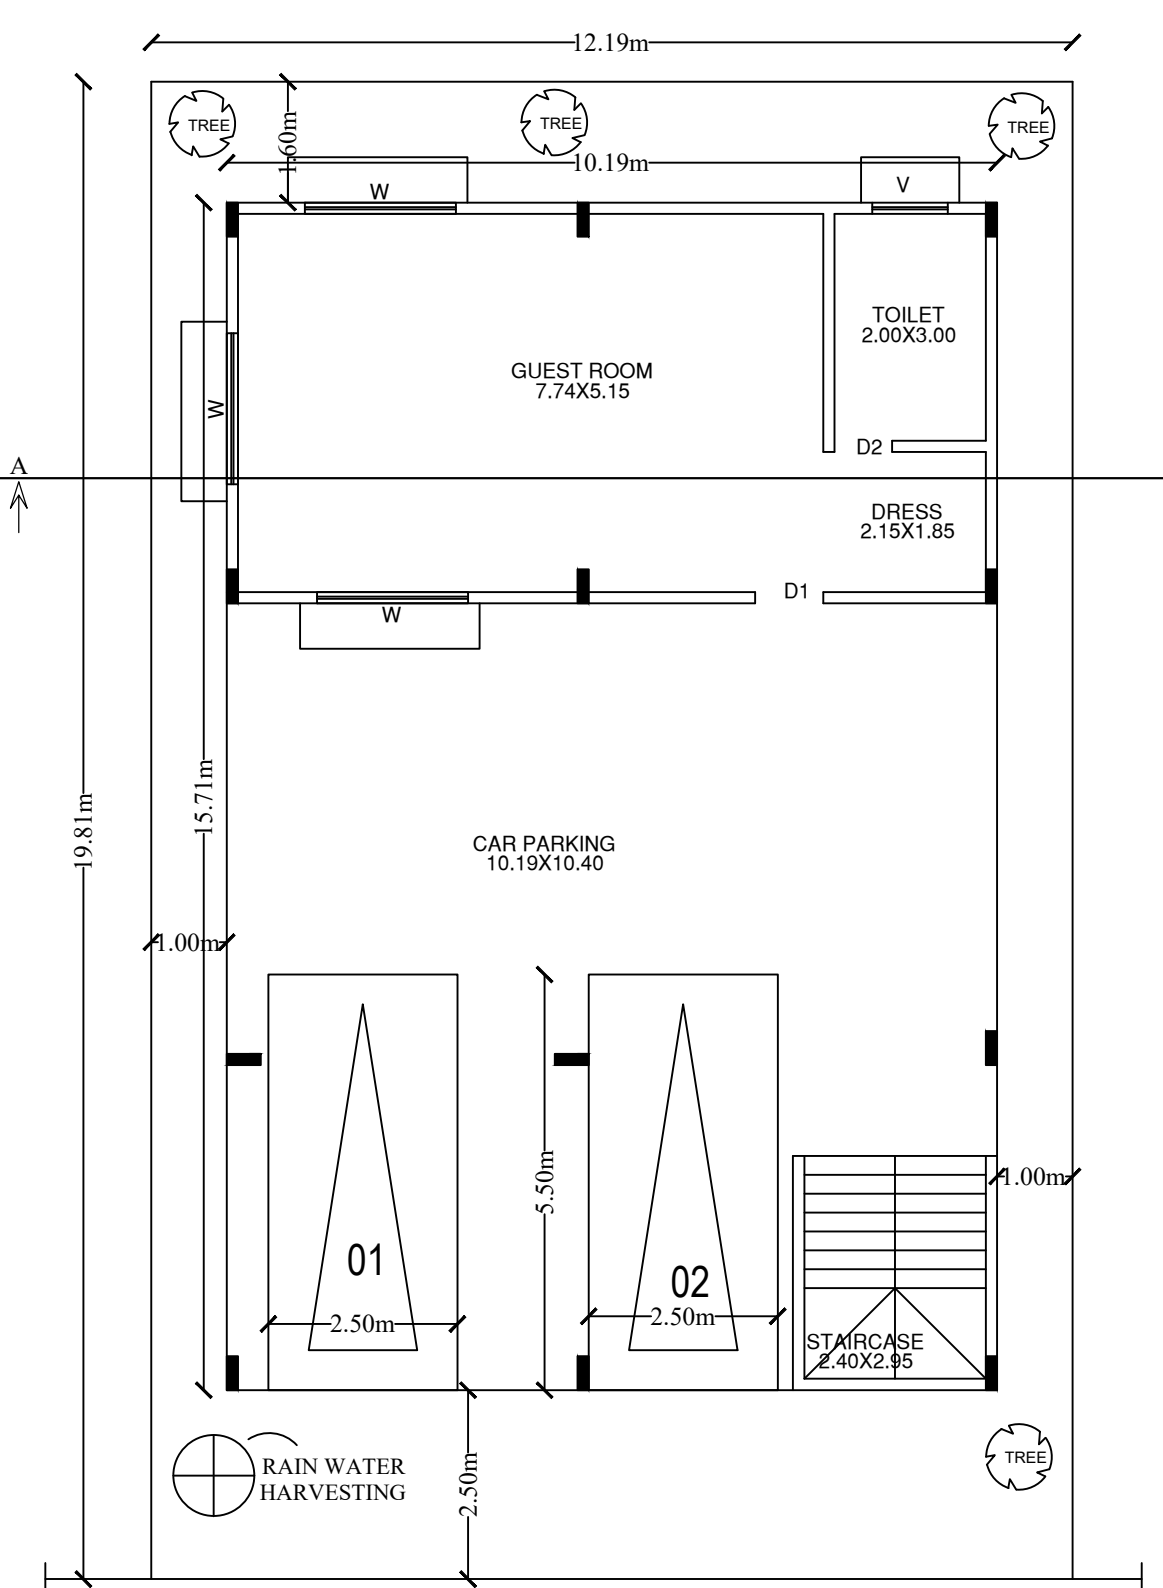 12.19m
TREE
TREE
TREE
1.60m
10.19m
W
V
TOILET
2.00X3.00
GUEST ROOM
7.74X5.15
W
D2
A
DRESS
2.15X1.85
D1
W
15.71m
19.81m
CAR PARKING
10.19X10.40
1.00m
5.50m
1.00m
01
02
2.50m
2.50m
STAIRCASE
2.40X2.95
RAIN WATER
HARVESTING
2.50m
TREE